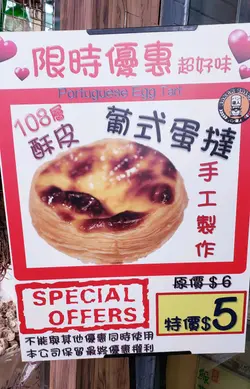 限時優惠 超好味
Portuguese Egg Tart
108層
酥皮
葡式蛋撻
手工製作
原價$6
特價$5
SPECIAL
OFFERS
不能與其他優惠同時使用
本公司保留最終優惠權利